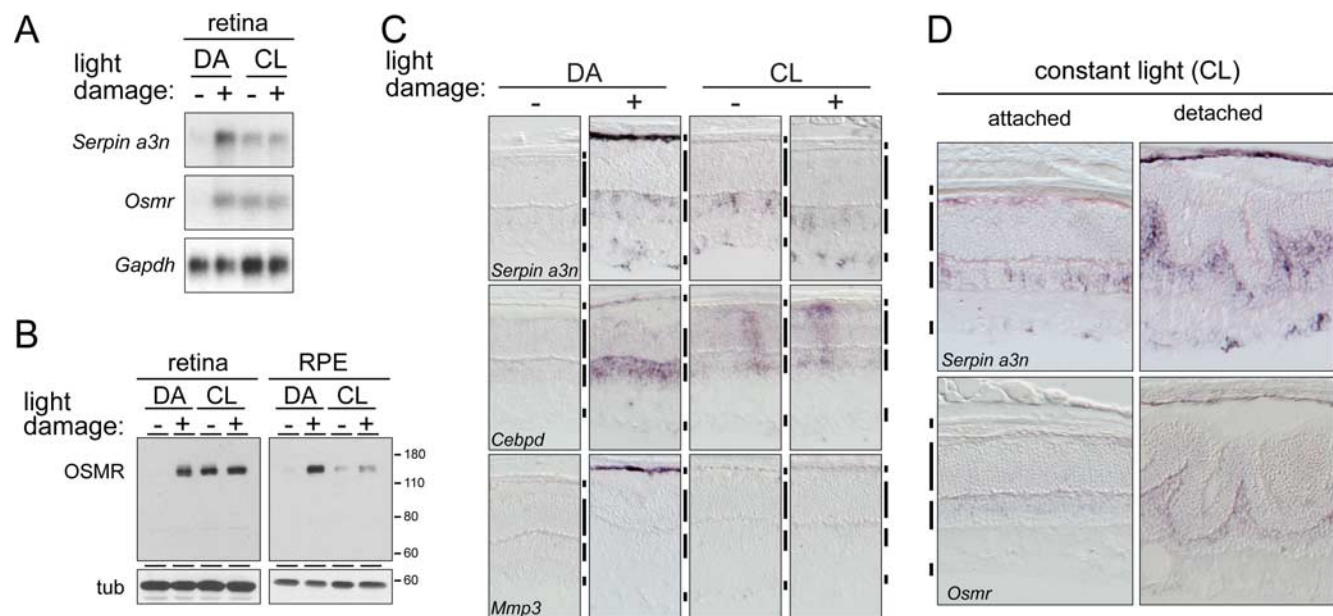 A
retina
DA CL
light
damage: - + - +
Serpin a3n
Osmr
Gapdh
B
retina RPE
DA CL DA CL
light
damage: - + - + - + - +
OSMR
180
110
80
60
tub
60
C
light
damage:
DA CL
- + - +
Serpin a3n
Cebpd
Mmp3
D
constant light (CL)
attached detached
Serpin a3n
Osmr